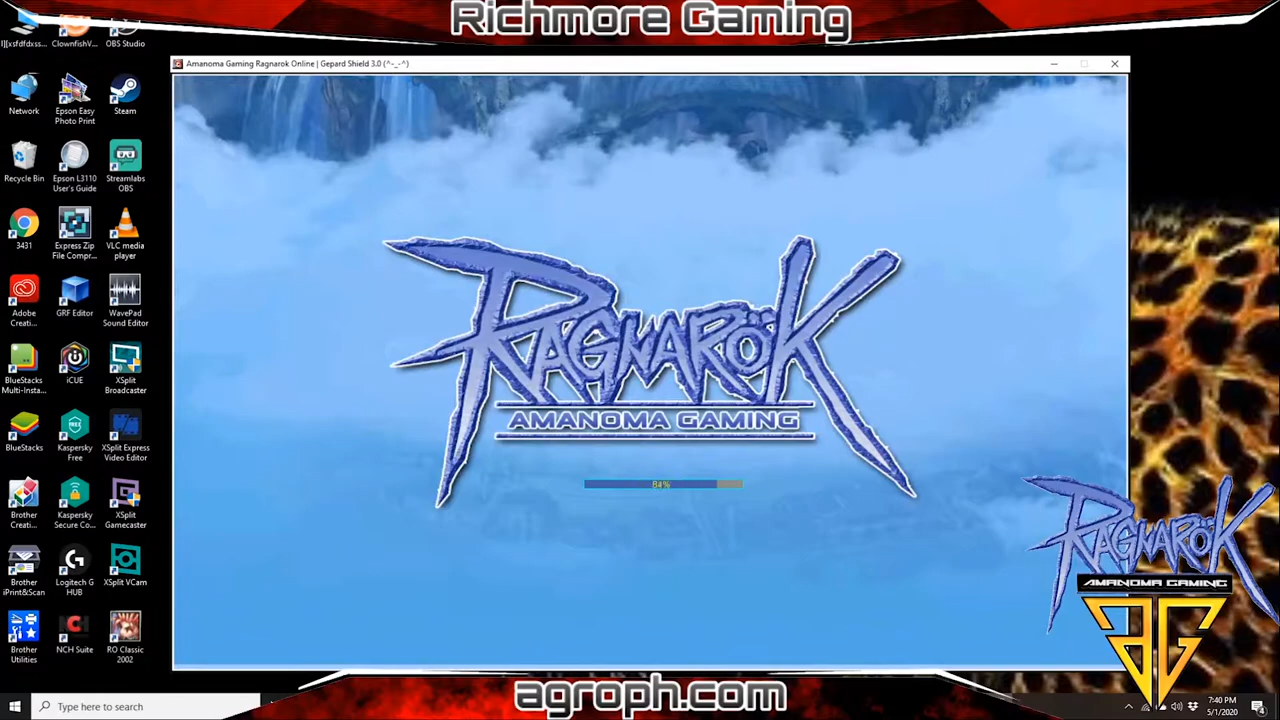 Richmore Gaming
I][xsfdfdxss...
ClownfishV...
OBS Studio
Amanoma Gaming Ragnarok Online | Gepard Shield 3.0 (^-_-^)
Network
Epson Easy
Photo Print
Steam
Recycle Bin
Epson L3110
User's Guide
Streamlabs
OBS
3431
Express Zip
File Compr...
VLC media
player
Adobe
Creati...
GRF Editor
WavePad
Sound Editor
BlueStacks
Multi-Insta...
iCUE
XSplit
Broadcaster
BlueStacks
Kaspersky
Free
XSplit Express
Video Editor
Brother
Creati...
Kaspersky
Secure Co...
XSplit
Gamecaster
Brother
iPrint&Scan
Logitech G
HUB
XSplit VCam
Brother
Utilities
NCH Suite
RO Classic
2002
RAGNARÖK
AMANOMA GAMING
RAGNARÖK
AMANOMA GAMING
AG
agroph.com
Type here to search
7:40 PM
5/1/2020